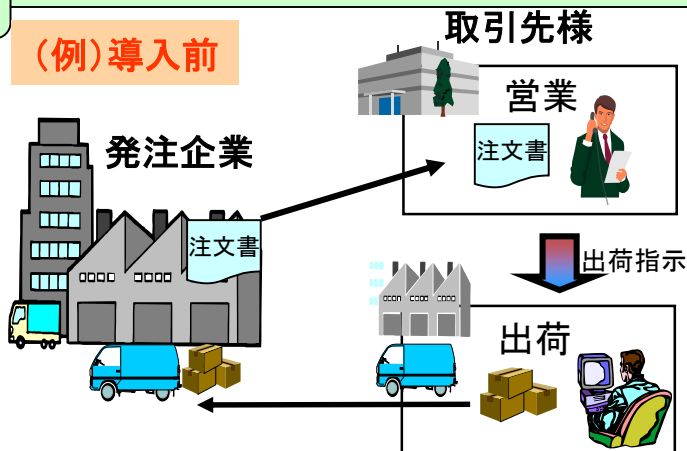 (例)導入前
取引先様
営業
注文書
発注企業
注文書
出荷指示
出荷